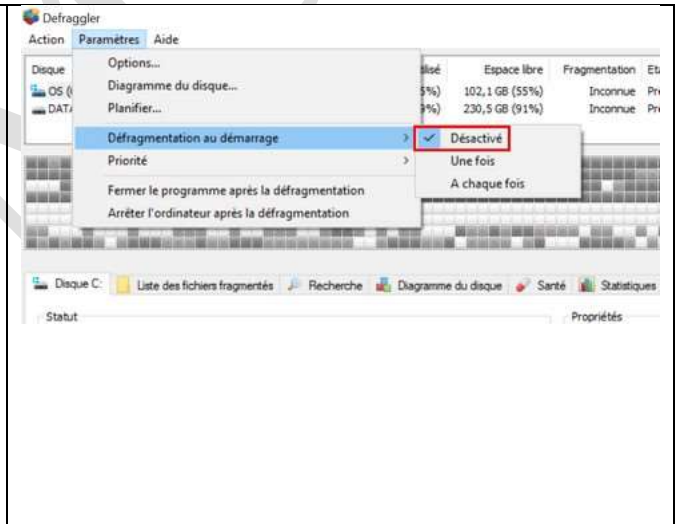 Defraggler
Action Paramètres Aide
Options...
Diagramme du disque...
Planifier...
Défragmentation au démarrage
Priorité
Fermer le programme après la défragmentation
Arrêter l'ordinateur après la défragmentation
Désactivé
Une fois
A chaque fois
Disque Espace libre Fragmentation
OS 102,1 GB (55%) Inconnue
230,5 GB (91%) Inconnue
Disque C: Liste des fichiers fragmentés Recherche Diagramme du disque Santé Statistiques
Statut Propriétés